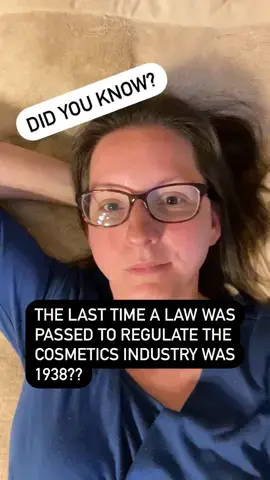 DID YOU KNOW?
THE LAST TIME A LAW WAS
PASSED TO REGULATE THE
COSMETICS INDUSTRY WAS
1938??